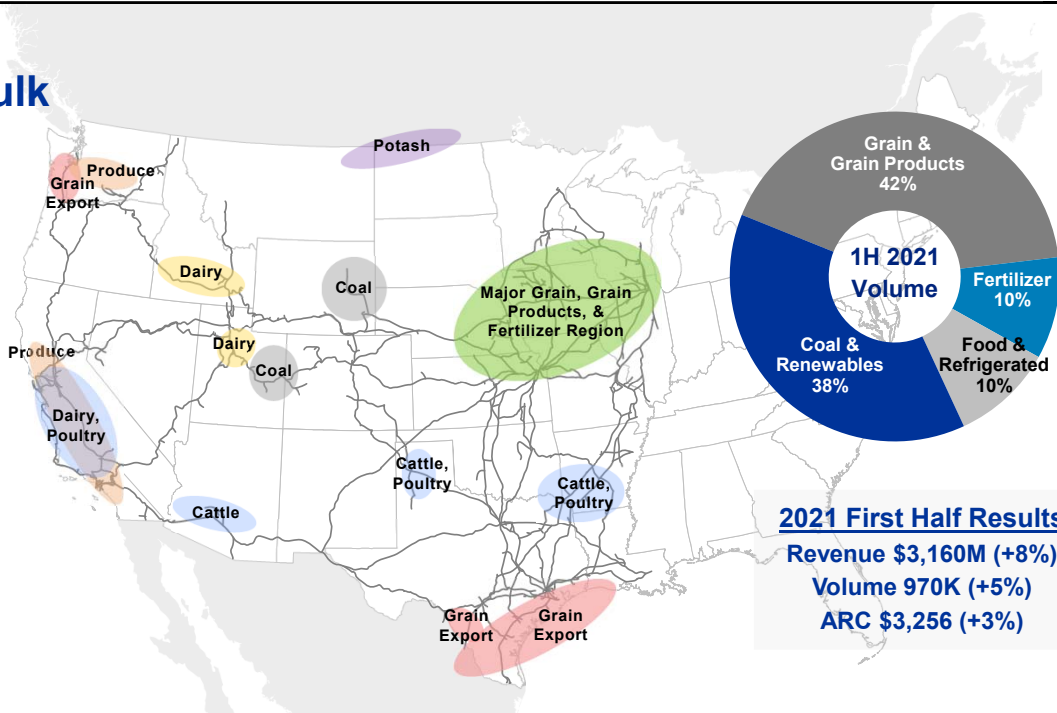 ulk
Potash
Produce
Grain
Export
Dairy
Coal
Major Grain, Grain
Products, &
Fertilizer Region
Dairy
Coal
Produce
Dairy,
Poultry
Cattle
Cattle,
Poultry
Cattle,
Poultry
Grain
Export
Grain
Export
Grain &
Grain Products
42%
1H 2021
Volume
Fertilizer
10%
Coal &
Renewables
38%
Food &
Refrigerated
10%
2021 First Half Results
Revenue $3,160M (+8%)
Volume 970K (+5%)
ARC $3,256 (+3%)